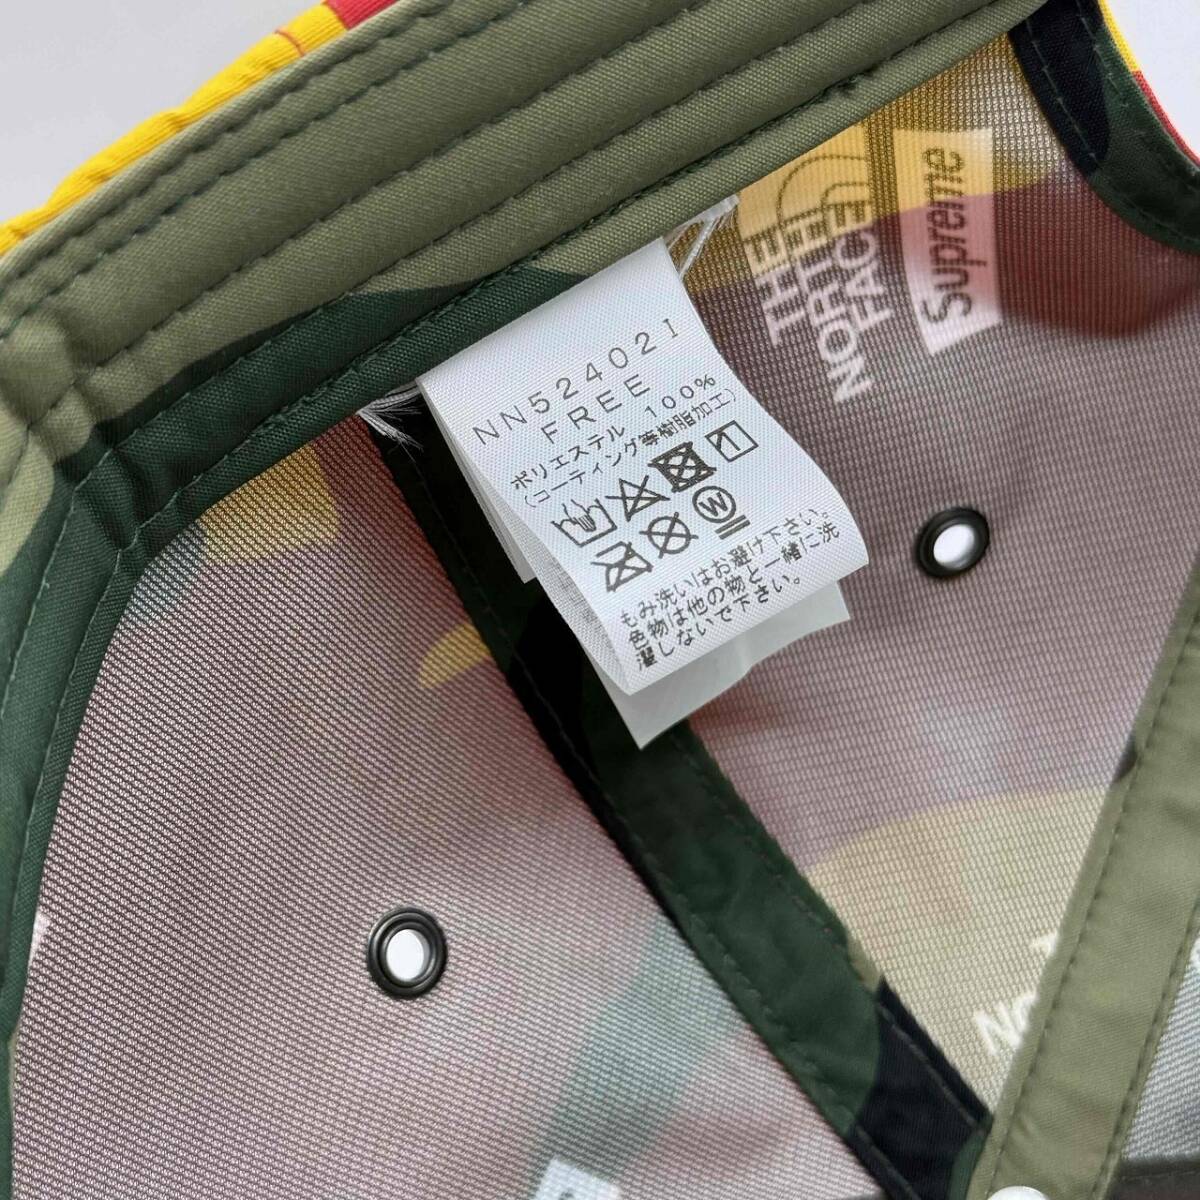 NN52402I
FREE
ポリエステル 100%
(コーティング等樹脂加工)
W
もみ洗いはお避け下さい。
色物は他の物と一緒に洗
濯しないで下さい。
THE
NORTH
FACE
Supreme